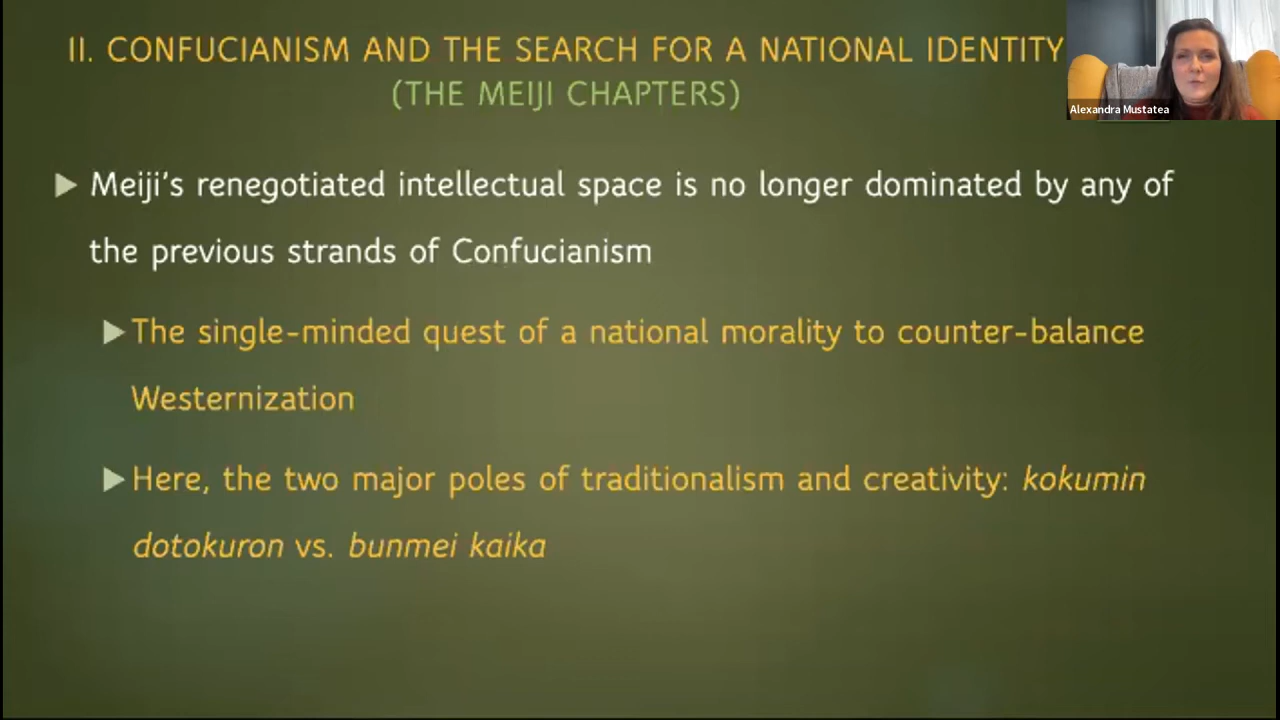 II. CONFUCIANISM AND THE SEARCH FOR A NATIONAL IDENTITY
(THE MEIJI CHAPTERS)
Alexandra Mustatea
Meiji's renegotiated intellectual space is no longer dominated by any of
the previous strands of Confucianism
The single-minded quest of a national morality to counter-balance
Westernization
Here, the two major poles of traditionalism and creativity: kokumin
dotokuron vs. bunmei kaika